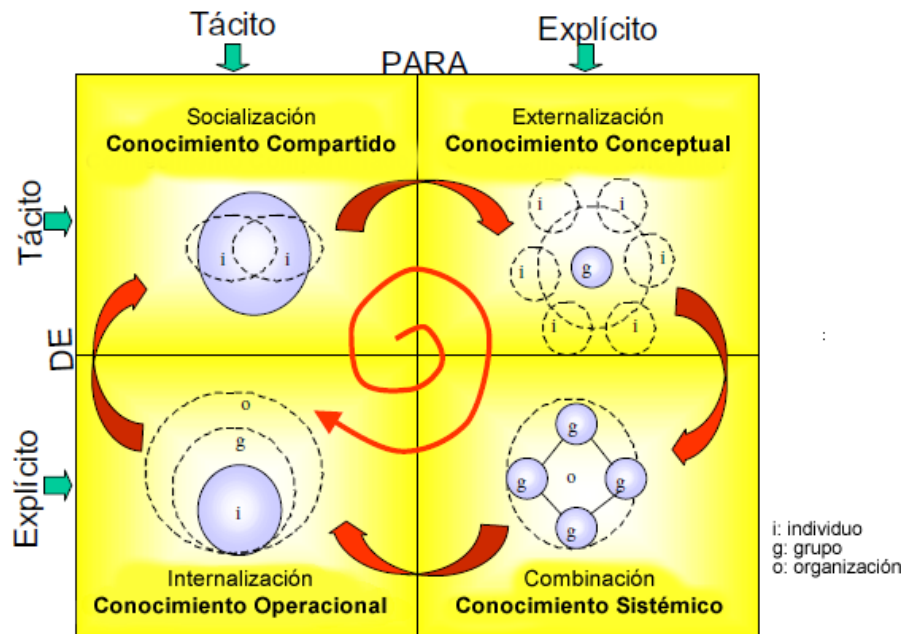 Tácito
Explícito
PARA
Socialización
Conocimiento Compartido
Externalización
Conocimiento Conceptual
Tácito
DE
Explícito
i i
i i
i g i
i i
:
o
g
i
g
g o g
g
i: individuo
g: grupo
o: organización
Internalización
Conocimiento Operacional
Combinación
Conocimiento Sistémico